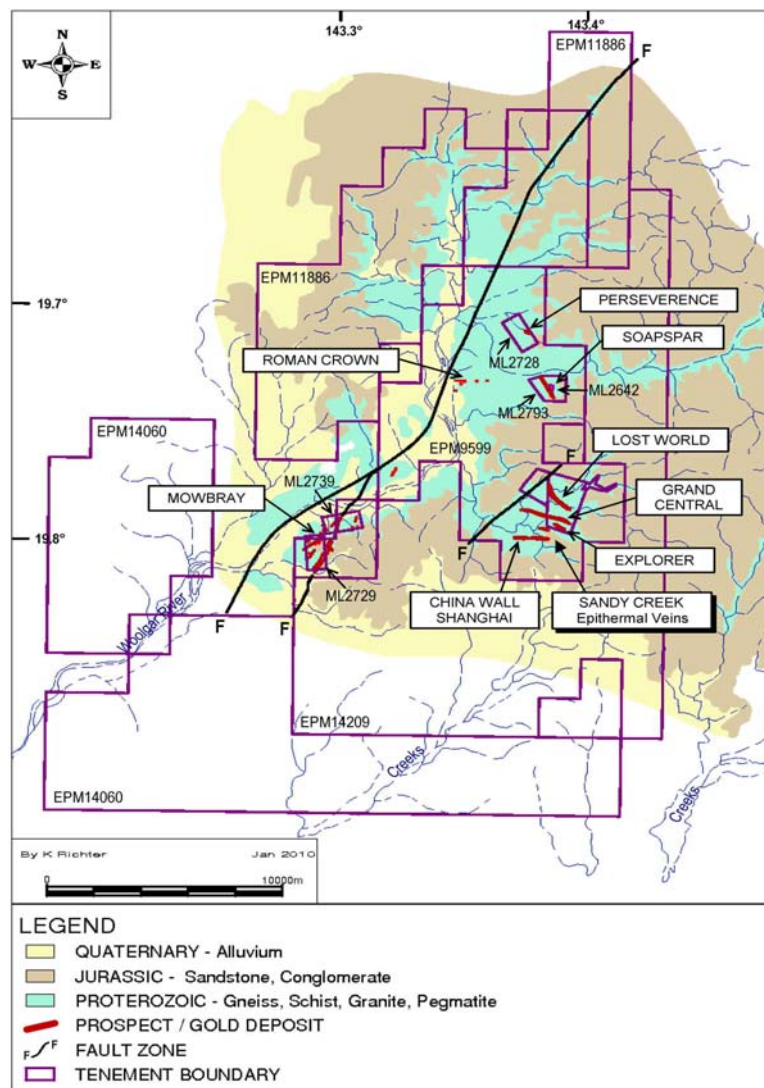 143.3
143.4
N
W E
S
EPM11886
F
19.7
EPM11886
PERSEVERENCE
SOAPSPAR
ROMAN CROWN
ML2728
ML2642
ML2793
EPM14060
EPM9599
LOST WORLD
F
ML2739
MOWBRAY
GRAND
CENTRAL
19.8
F
EXPLORER
ML2729
CHINA WALL
SHANGHAI
SANDY CREEK
Epithermal Veins
Woolgar River
F
F
EPM14209
Creeks
Creeks
EPM14060
By K Richter Jan 2010
0 10000m
LEGEND
QUATERNARY - Alluvium
JURASSIC - Sandstone, Conglomerate
PROTEROZOIC - Gneiss, Schist, Granite, Pegmatite
PROSPECT / GOLD DEPOSIT
F F FAULT ZONE
TENEMENT BOUNDARY